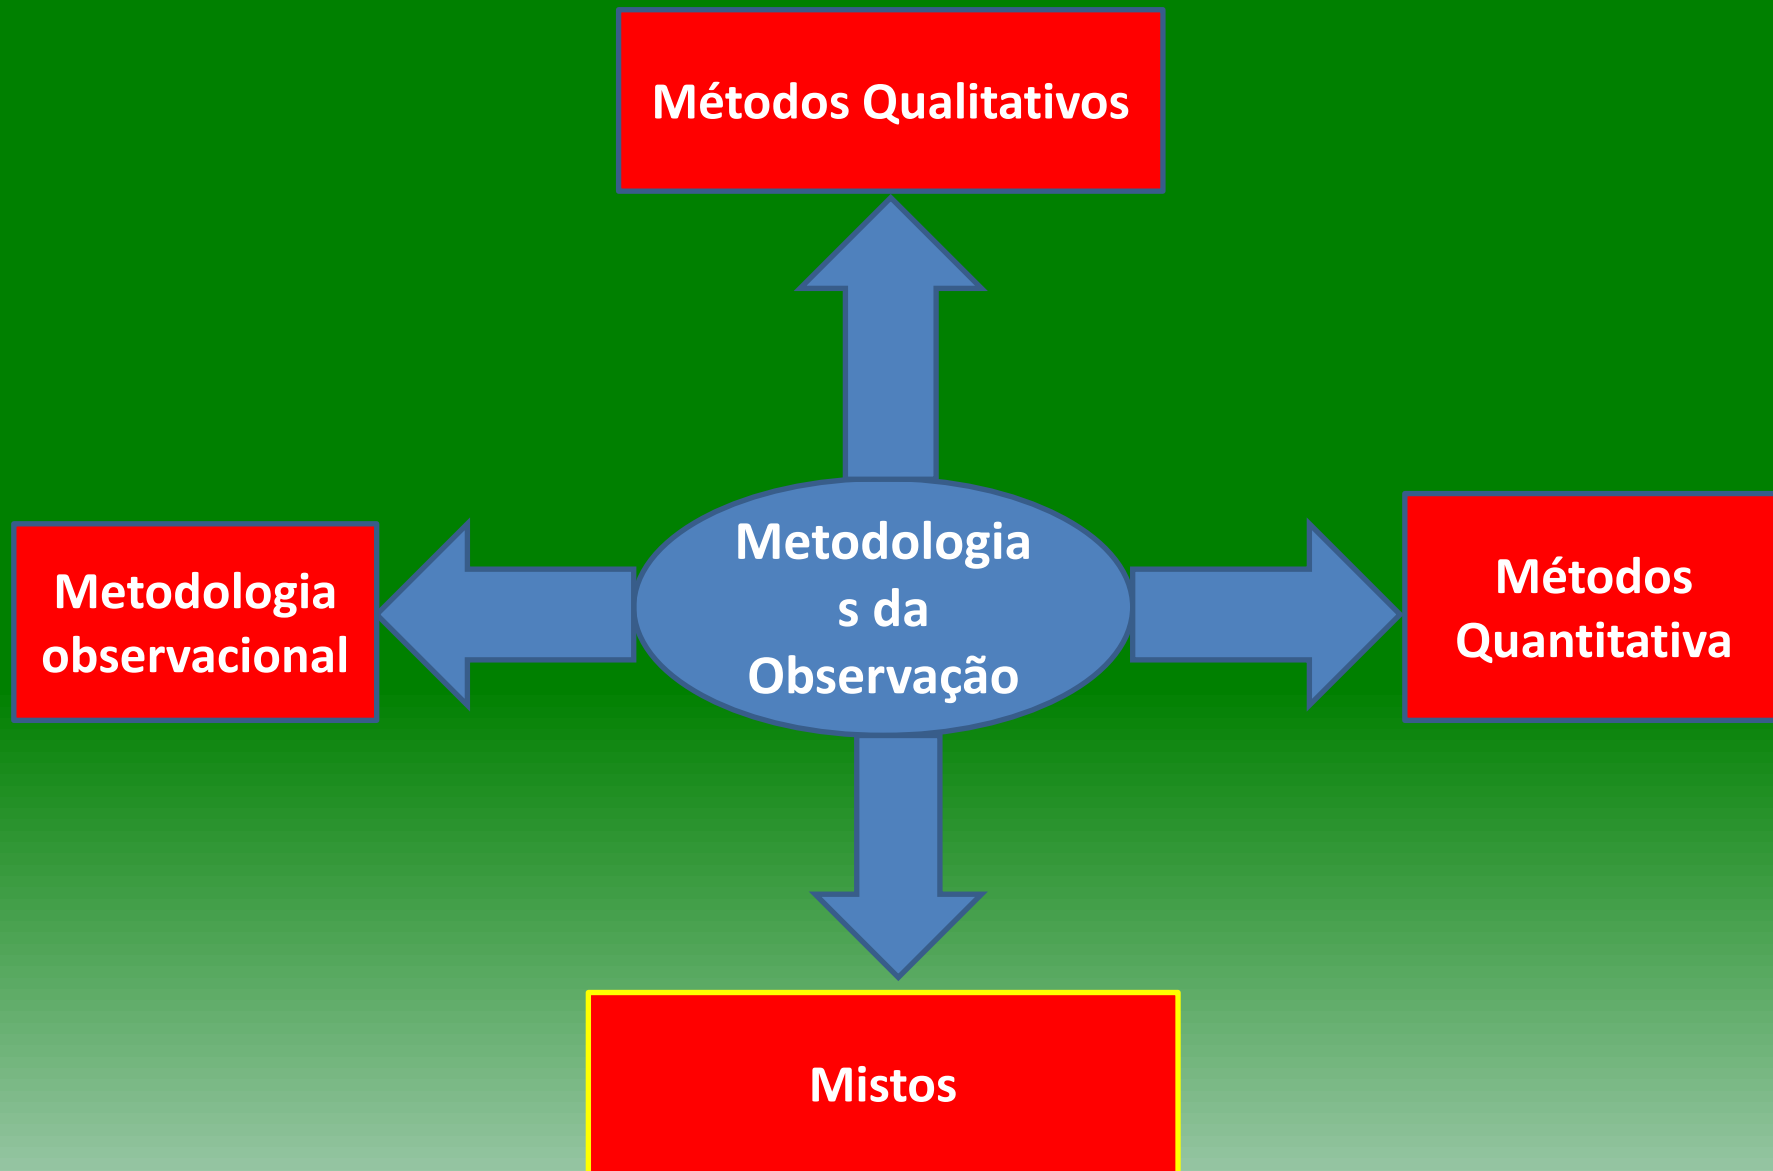 Métodos Qualitativos
Metodologia
s da
Observação
Metodologia
observacional
Métodos
Quantitativa
Mistos